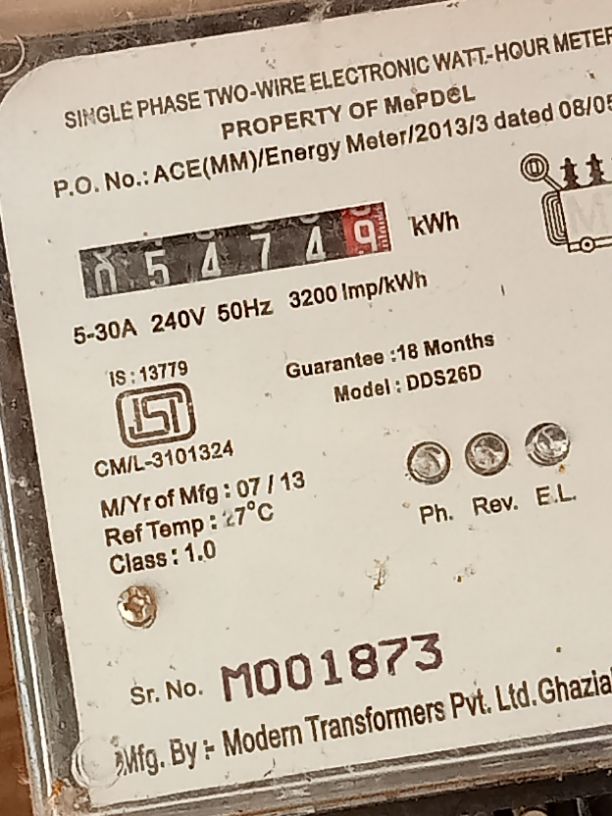 SINGLE PHASE TWO-WIRE ELECTRONIC WATT-HOUR METER
PROPERTY OF MePDCL
P.O. No.: ACE(MM)/Energy Meter/2013/3 dated 08/05
054749 kWh
5-30A 240V 50Hz 3200 Imp/kWh
IS : 13779
Guarantee :18 Months
Model : DDS26D
ISI
CM/L-3101324
M/Yr of Mfg : 07 / 13
Ref Temp : 27°C
Class : 1.0
Ph. Rev. E.L.
Sr. No. M001873
Mfg. By :- Modern Transformers Pvt. Ltd. Ghazia